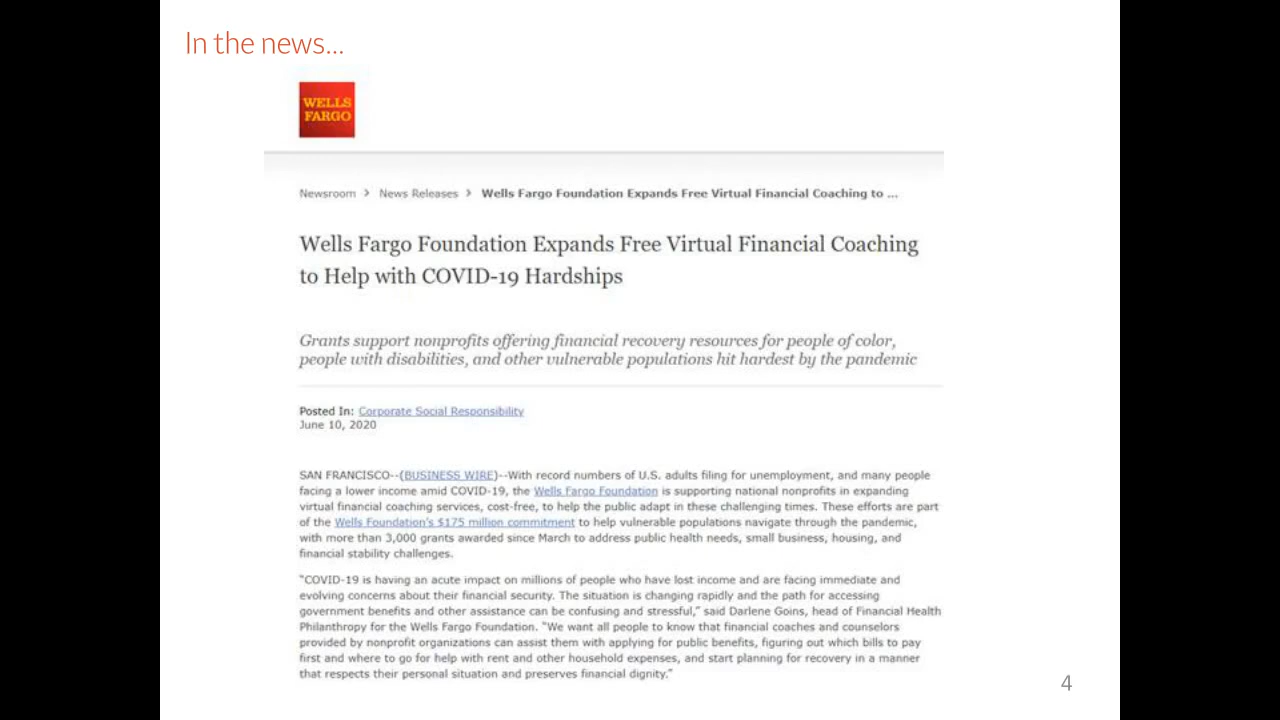 In the news...
WELLS
FARGO
Newsroom > News Releases > Wells Fargo Foundation Expands Free Virtual Financial Coaching to ...
Wells Fargo Foundation Expands Free Virtual Financial Coaching
to Help with COVID-19 Hardships
Grants support nonprofits offering financial recovery resources for people of color,
people with disabilities, and other vulnerable populations hit hardest by the pandemic
Posted In: Corporate Social Responsibility
June 10, 2020
SAN FRANCISCO--(BUSINESS WIRE)--With record numbers of U.S. adults filing for unemployment, and many people
facing a lower income amid COVID-19, the Wells Fargo Foundation is supporting national nonprofits in expanding
virtual financial coaching services, cost-free, to help the public adapt in these challenging times. These efforts are part
of the Wells Foundation's $175 million commitment to help vulnerable populations navigate through the pandemic,
with more than 3,000 grants awarded since March to address public health needs, small business, housing, and
financial stability challenges.
"COVID-19 is having an acute impact on millions of people who have lost income and are facing immediate and
evolving concerns about their financial security. The situation is changing rapidly and the path for accessing
government benefits and other assistance can be confusing and stressful," said Darlene Goins, head of Financial Health
Philanthropy for the Wells Fargo Foundation. "We want all people to know that financial coaches and counselors
provided by nonprofit organizations can assist them with applying for public benefits, figuring out which bills to pay
first and where to go for help with rent and other household expenses, and start planning for recovery in a manner
that respects their personal situation and preserves financial dignity."
4